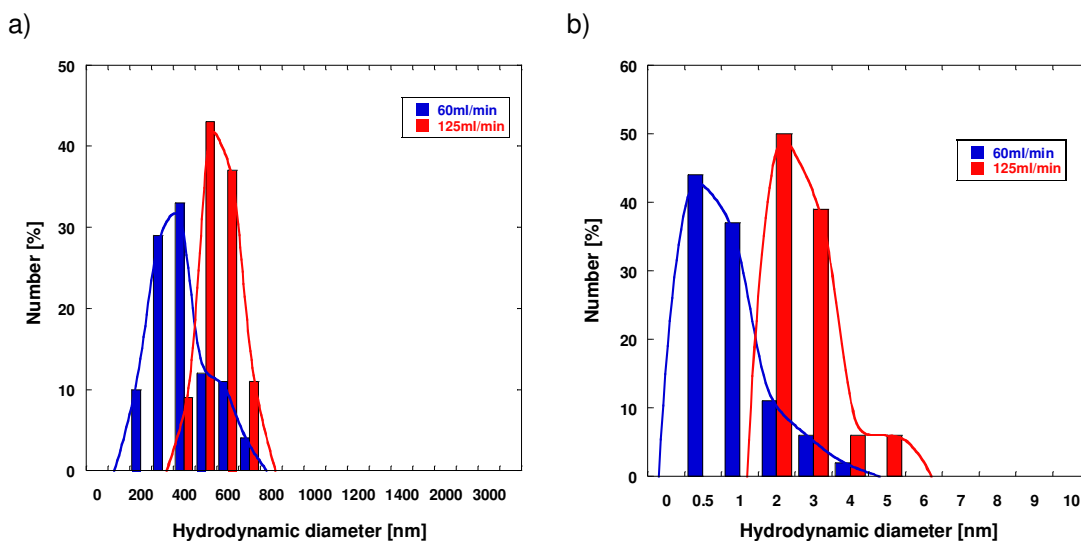 a)
50
40
30
20
10
0
Number [%]
60ml/min
125ml/min
0 200 400 600 800 1000 1200 1400 2000 3000
Hydrodynamic diameter [nm]
b)
60
50
40
30
20
10
0
Number [%]
60ml/min
125ml/min
0 0.5 1 2 3 4 5 6 7 8 9 10
Hydrodynamic diameter [nm]